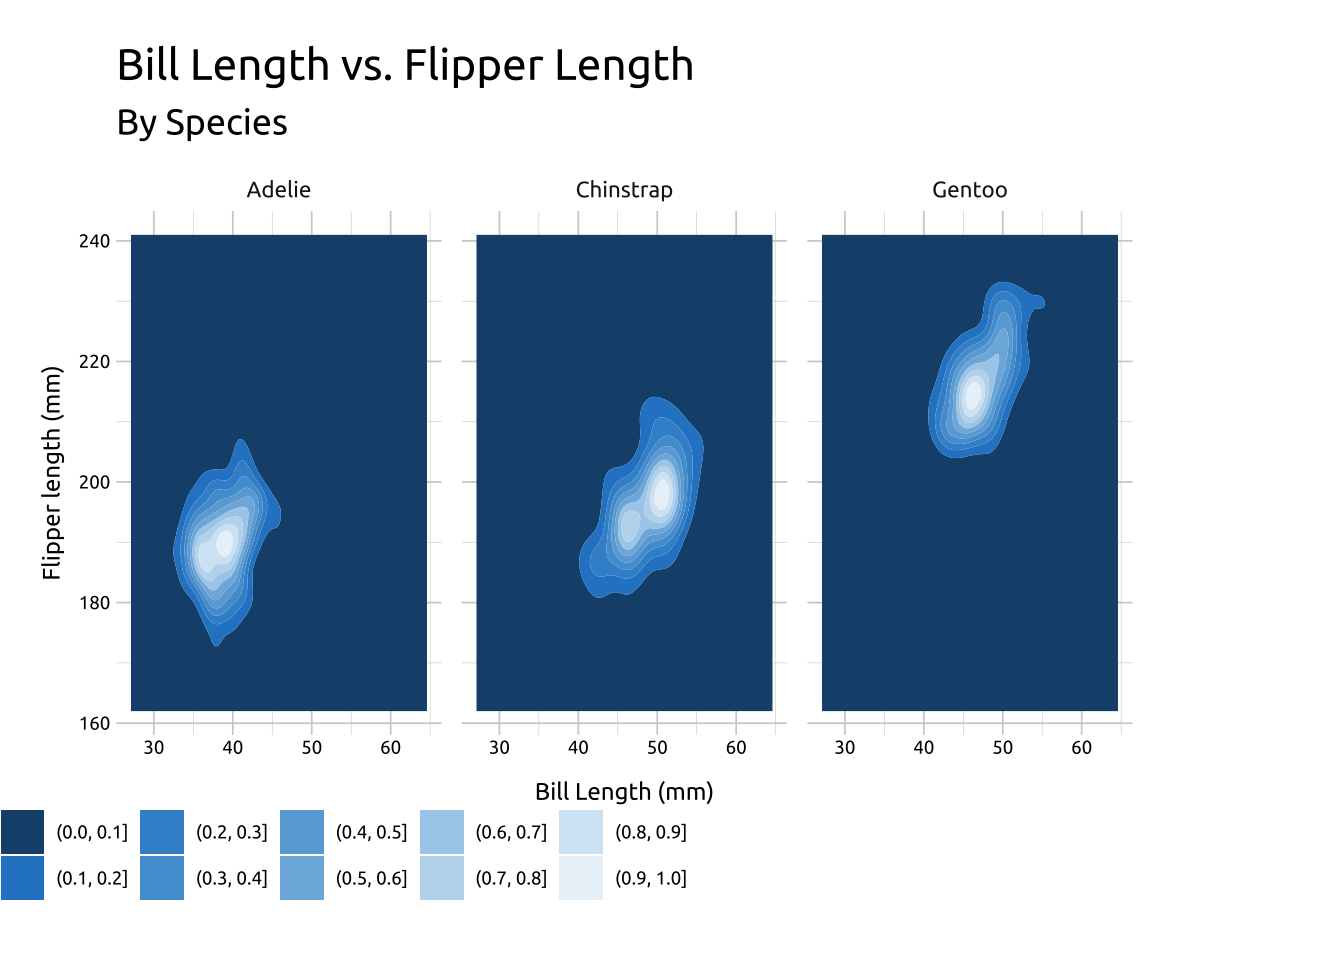 Bill Length vs. Flipper Length
By Species
Adelie Chinstrap Gentoo
240
220
200
180
160
Flipper length (mm)
30 40 50 60 30 40 50 60 30 40 50 60
Bill Length (mm)
(0.0, 0.1] (0.2, 0.3] (0.4, 0.5] (0.6, 0.7] (0.8, 0.9]
(0.1, 0.2] (0.3, 0.4] (0.5, 0.6] (0.7, 0.8] (0.9, 1.0]